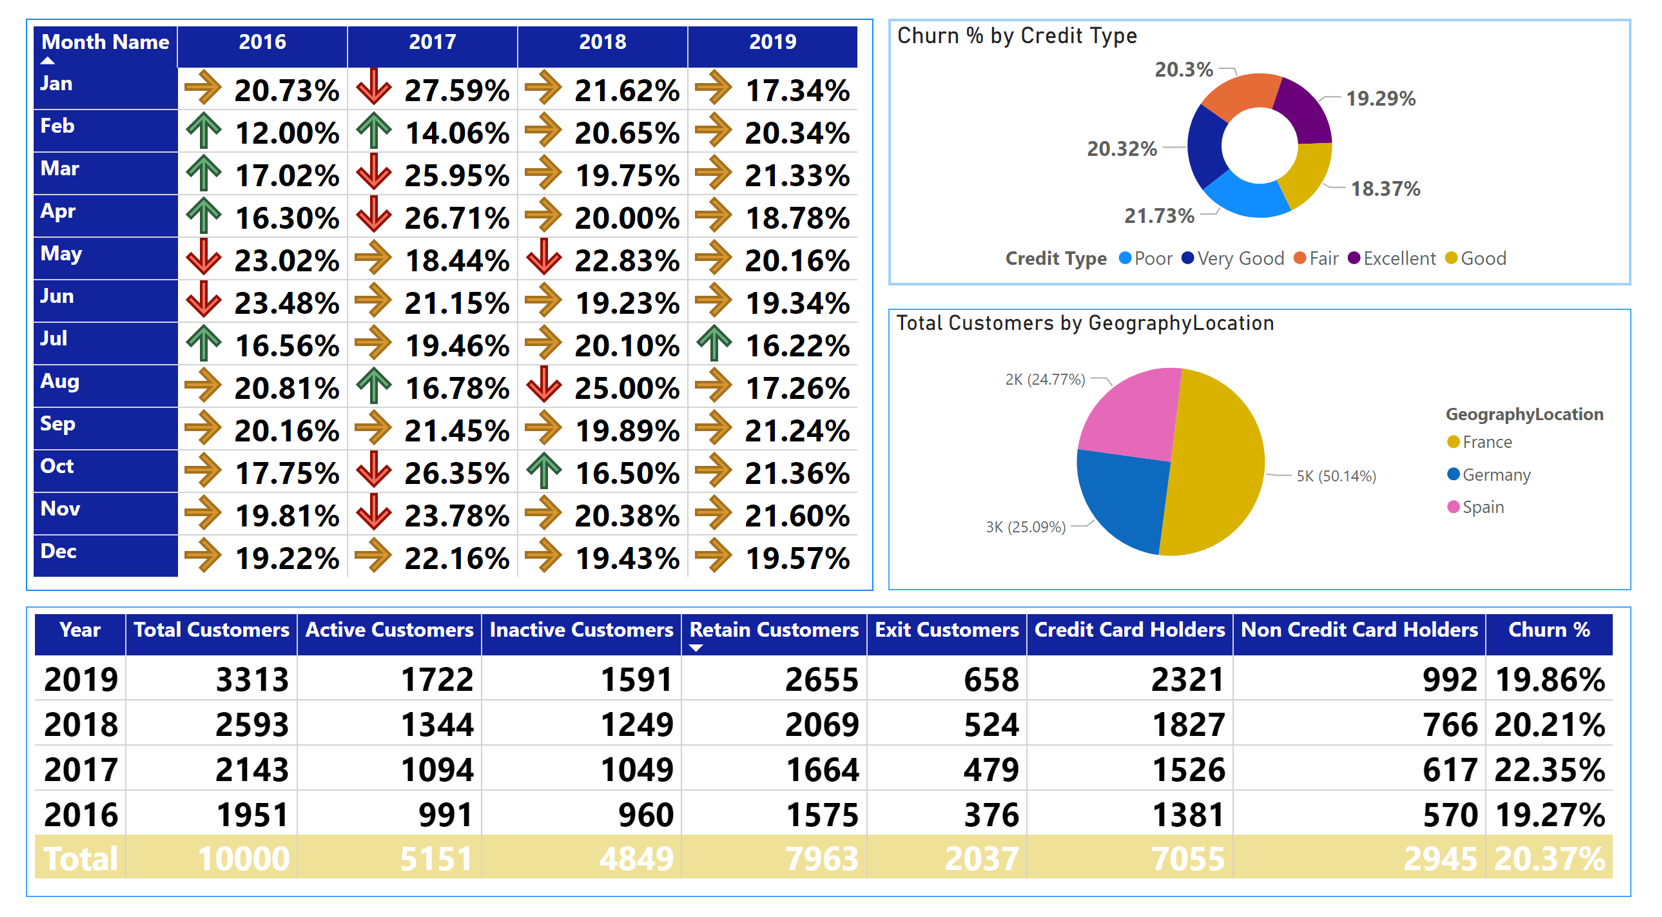 Month Name 2016 2017 2018 2019
Jan 20.73% 27.59% 21.62% 17.34%
Feb 12.00% 14.06% 20.65% 20.34%
Mar 17.02% 25.95% 19.75% 21.33%
Apr 16.30% 26.71% 20.00% 18.78%
May 23.02% 18.44% 22.83% 20.16%
Jun 23.48% 21.15% 19.23% 19.34%
Jul 16.56% 19.46% 20.10% 16.22%
Aug 20.81% 16.78% 25.00% 17.26%
Sep 20.16% 21.45% 19.89% 21.24%
Oct 17.75% 26.35% 16.50% 21.36%
Nov 19.81% 23.78% 20.38% 21.60%
Dec 19.22% 22.16% 19.43% 19.57%
Churn % by Credit Type
20.3%
19.29%
20.32%
18.37%
21.73%
Credit Type Poor Very Good Fair Excellent Good
Total Customers by GeographyLocation
2K (24.77%)
5K (50.14%)
3K (25.09%)
GeographyLocation
France
Germany
Spain
Year Total Customers Active Customers Inactive Customers Retain Customers Exit Customers Credit Card Holders Non Credit Card Holders Churn %
2019 3313 1722 1591 2655 658 2321 992 19.86%
2018 2593 1344 1249 2069 524 1827 766 20.21%
2017 2143 1094 1049 1664 479 1526 617 22.35%
2016 1951 991 960 1575 376 1381 570 19.27%
Total 10000 5151 4849 7963 2037 7055 2945 20.37%